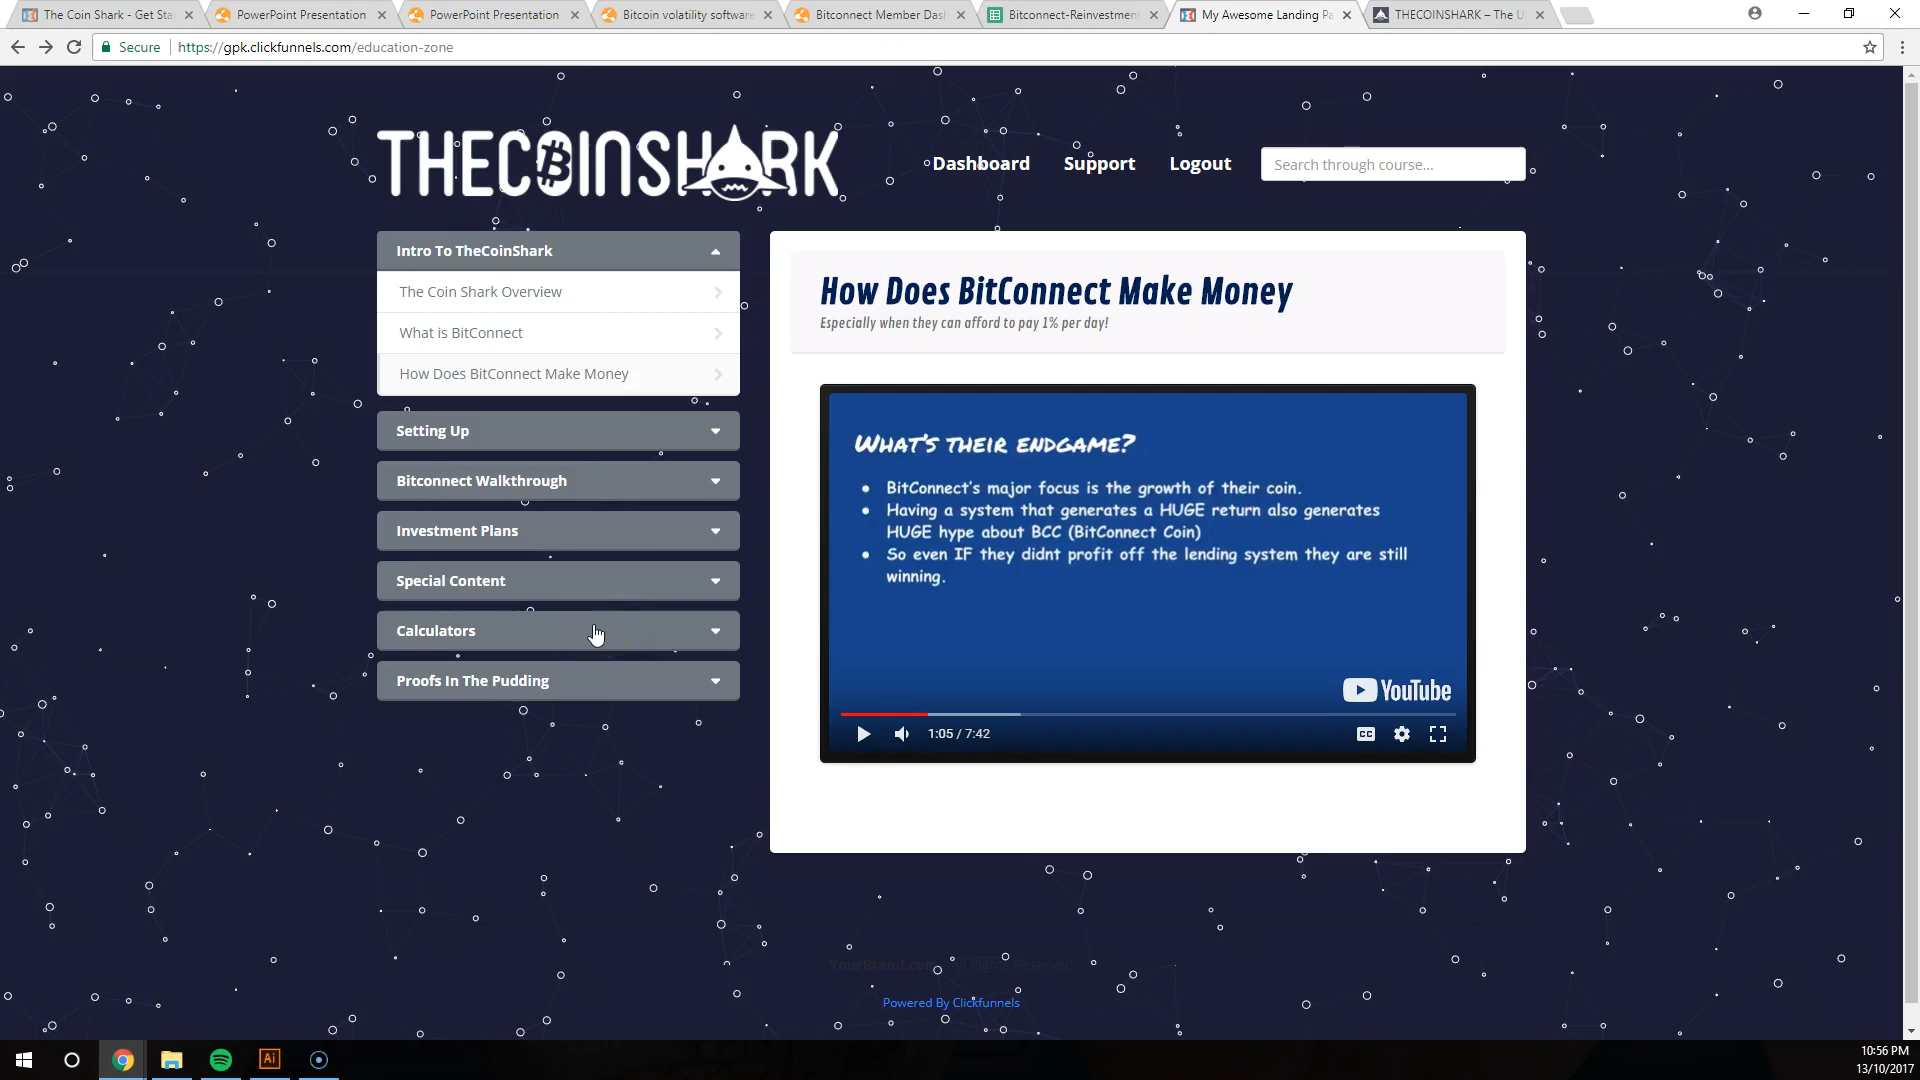 The Coin Shark - Get Sta
PowerPoint Presentation
PowerPoint Presentation
Bitcoin volatility software
Bitconnect Member Das
Bitconnect-Reinvestment
My Awesome Landing Pa
THECOINSHARK – The U
Secure
https://gpk.clickfunnels.com/education-zone
THECOINSHARK
Dashboard
Support
Logout
Search through course...
Intro To TheCoinShark
The Coin Shark Overview
What is BitConnect
How Does BitConnect Make Money
Setting Up
Bitconnect Walkthrough
Investment Plans
Special Content
Calculators
Proofs In The Pudding
How Does BitConnect Make Money
Especially when they can afford to pay 1% per day!
What's their endgame?
• BitConnect's major focus is the growth of their coin.
• Having a system that generates a HUGE return also generates
HUGE hype about BCC (BitConnect Coin)
• So even IF they didnt profit off the lending system they are still
winning.
YouTube
1:05 / 7:42
CC
YourBrand.com
Powered By Clickfunnels
Ai
10:56 PM
13/10/2017